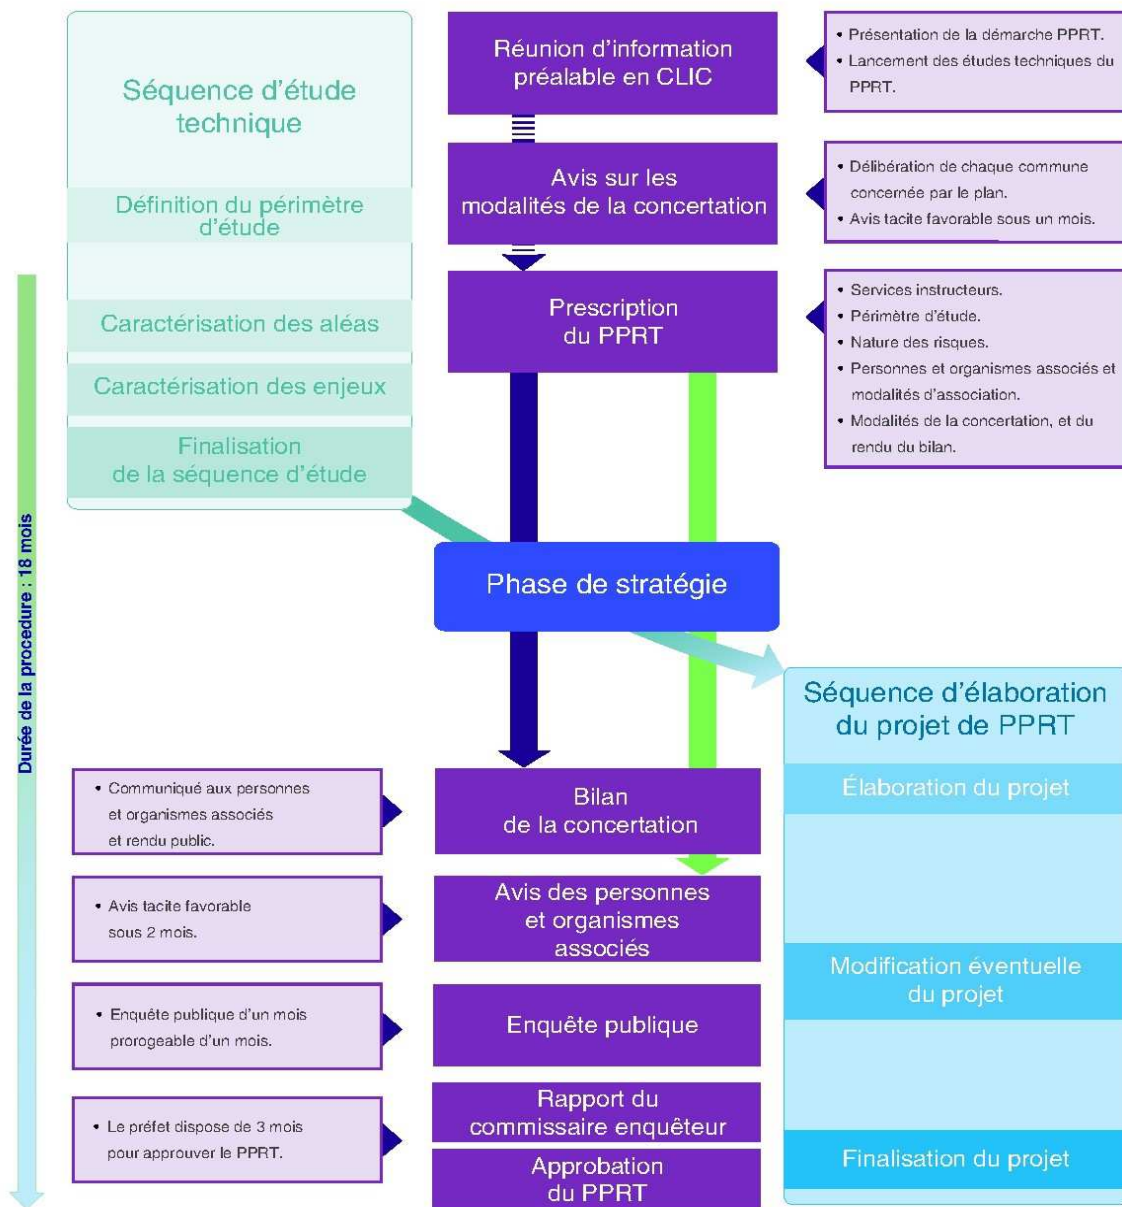 Séquence d'étude
technique
Définition du périmètre
d'étude
Caractérisation des aléas
Caractérisation des enjeux
Finalisation
de la séquence d'étude
Réunion d'information
préalable en CLIC
• Présentation de la démarche PPRT.
• Lancement des études techniques du
PPRT.
Avis sur les
modalités de la concertation
• Délibération de chaque commune
concernée par le plan.
• Avis tacite favorable sous un mois.
Prescription
du PPRT
• Services instructeurs.
• Périmètre d'étude.
• Nature des risques.
• Personnes et organismes associés et
modalités d'association.
• Modalités de la concertation, et du
rendu du bilan.
Durée de la procedure : 18 mois
Phase de stratégie
Séquence d'élaboration
du projet de PPRT
Élaboration du projet
Modification éventuelle
du projet
Finalisation du projet
• Communiqué aux personnes
et organismes associés
et rendu public.
Bilan
de la concertation
• Avis tacite favorable
sous 2 mois.
Avis des personnes
et organismes
associés
• Enquête publique d'un mois
prorogeable d'un mois.
Enquête publique
• Le préfet dispose de 3 mois
pour approuver le PPRT.
Rapport du
commissaire enquêteur
Approbation
du PPRT